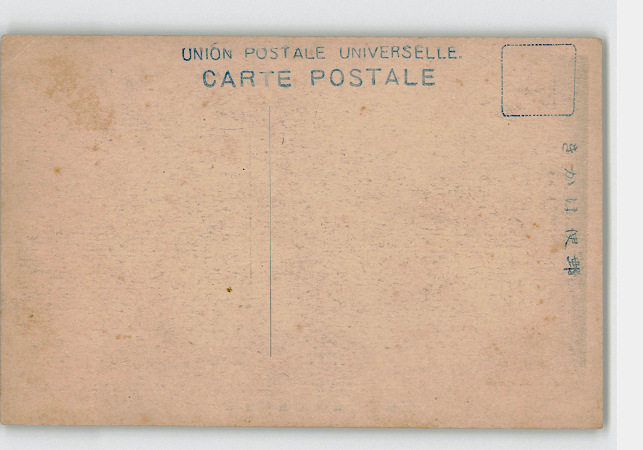 UNIÓN POSTALE UNIVERSELLE.
CARTE POSTALE
きかは便郵